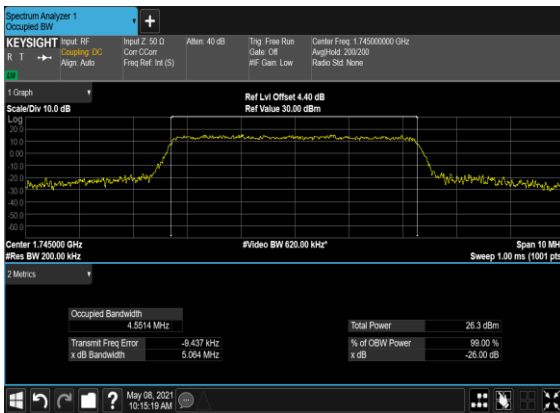 Spectrum Analyzer 1
Occupied BW
+
KEYSIGHT Input: RF Input Z: 50 Ω Atten: 40 dB Trig: Free Run Center Freq: 1.745000000 GHz
R T Coupling: DC Corr CCorr Gate: Off Avg|Hold: 200/200
Align: Auto Freq Ref: Int (S) #IF Gain: Low Radio Std: None
LV
1 Graph
Ref Lvl Offset 4.40 dB
Scale/Div 10.0 dB Ref Value 30.00 dBm
Log
20.0
10.0
0.00
-10.0
-20.0
-30.0
-40.0
-50.0
-60.0
Center 1.745000 GHz #Video BW 620.00 kHz* Span 10 MH
#Res BW 200.00 kHz Sweep 1.00 ms (1001 pts
2 Metrics
Occupied Bandwidth
4.5514 MHz Total Power 26.3 dBm
Transmit Freq Error -9.437 kHz % of OBW Power 99.00 %
x dB Bandwidth 5.064 MHz x dB -26.00 dB
? May 08, 2021
10:15:19 AM